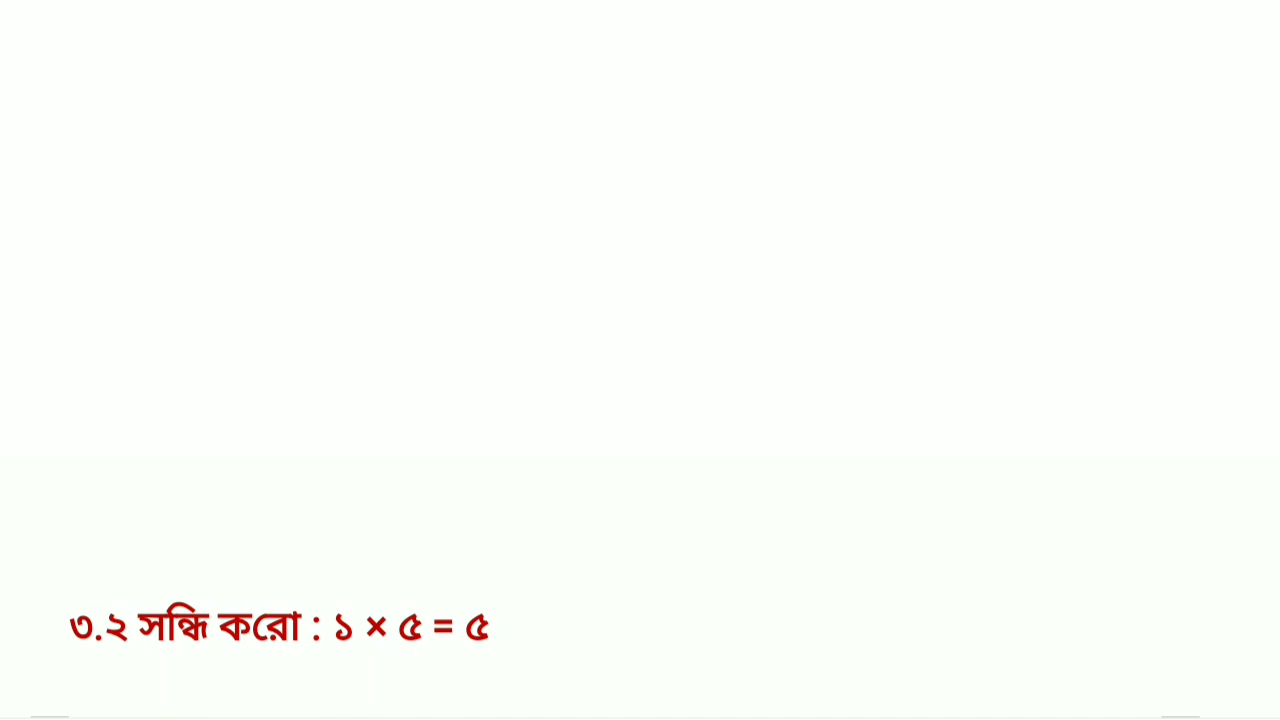 ৩.২ সন্ধি করো : ১ × ৫ = ৫